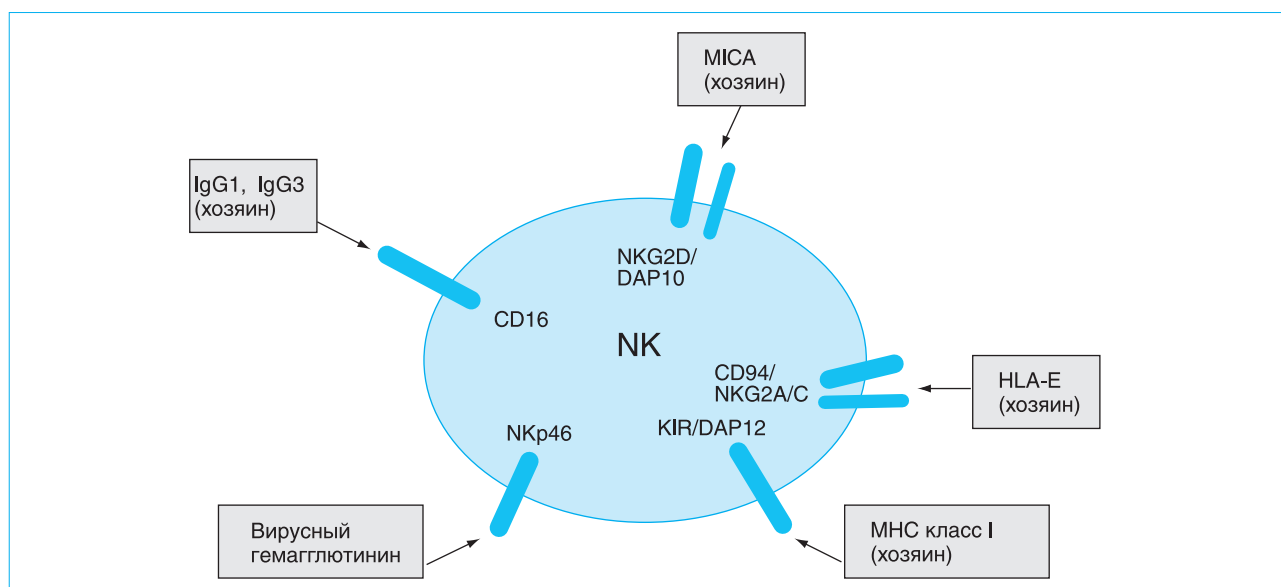 MICA
(хозяин)
IgG1, IgG3
(хозяин)
NKG2D/
DAP10
CD16
NK
CD94/
NKG2A/C
HLA-E
(хозяин)
KIR/DAP12
NKp46
Вирусный
гемагглютинин
МНС класс I
(хозяин)